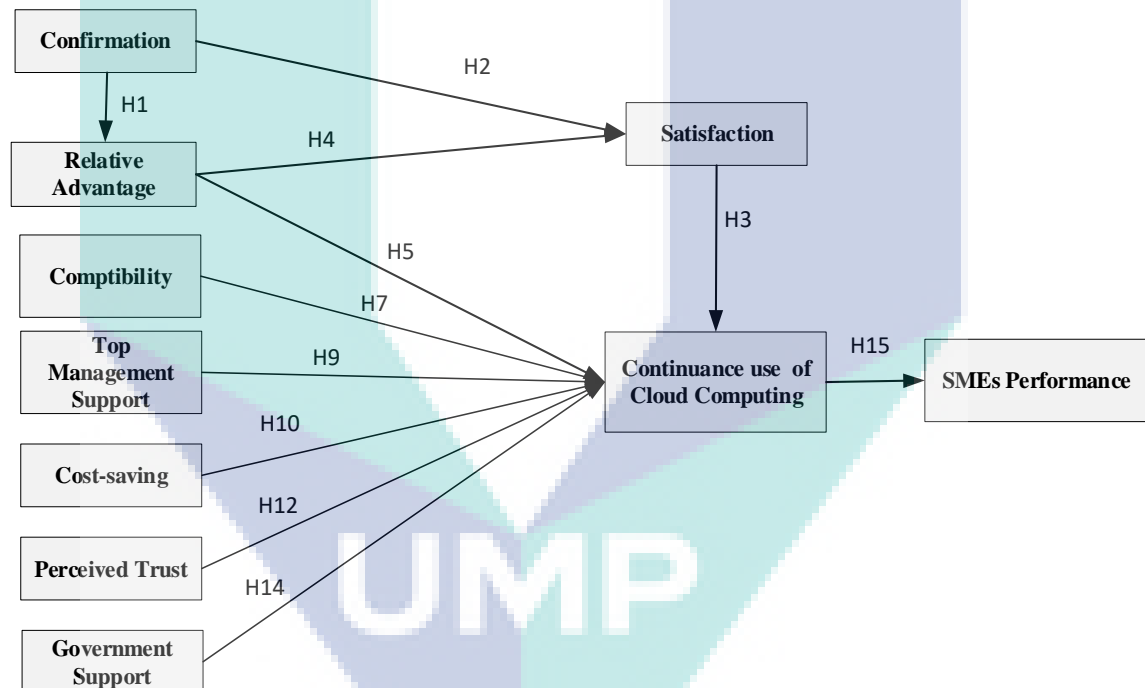 Confirmation
H2
H1
Satisfaction
H4
Relative
Advantage
H3
H5
Comptibility
H7
Top
Management
Support
H9
Continuance use of
Cloud Computing
H15
SMEs Performance
H10
Cost-saving
H12
Perceived Trust
UMP
H14
Government
Support